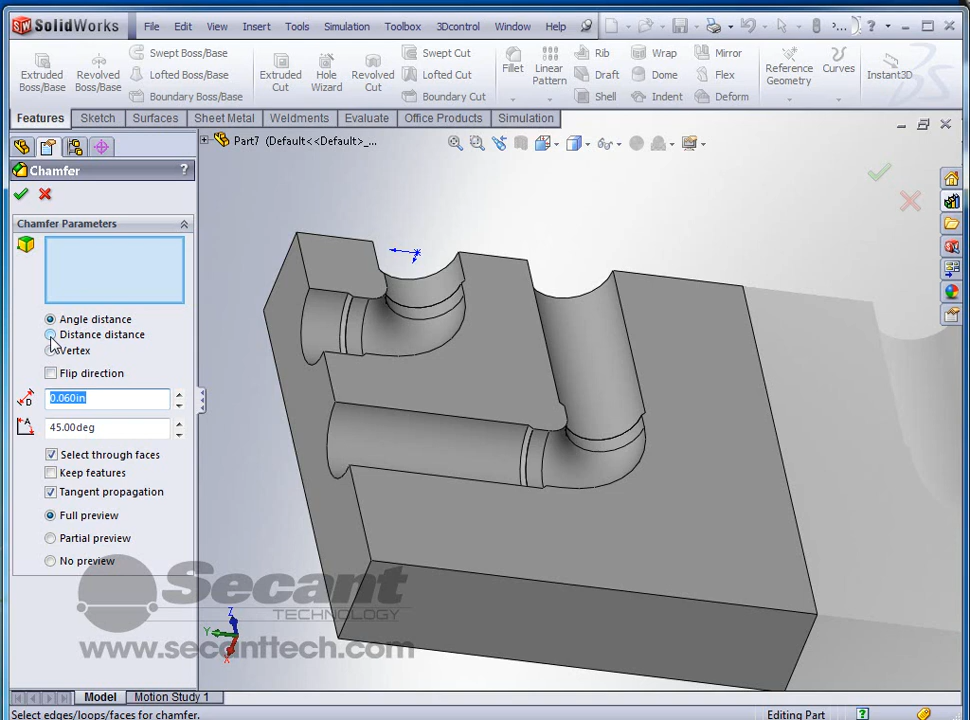 SolidWorks File Edit View Insert Tools Simulation Toolbox 3Dcontrol Window Help
Extruded Boss/Base
Revolved Boss/Base
Swept Boss/Base
Lofted Boss/Base
Boundary Boss/Base
Extruded Cut
Hole Wizard
Revolved Cut
Swept Cut
Lofted Cut
Boundary Cut
Fillet
Linear Pattern
Rib
Draft
Shell
Wrap
Dome
Indent
Mirror
Flex
Deform
Reference Geometry
Curves
Instant3D
Features Sketch Surfaces Sheet Metal Weldments Evaluate Office Products Simulation
Part7 (Default<<Default>_...
Chamfer ?
Chamfer Parameters
Angle distance
Distance distance
Vertex
Flip direction
D 0.060in
A 45.00deg
Select through faces
Keep features
Tangent propagation
Full preview
Partial preview
No preview
Secant
TECHNOLOGY
www.secanttech.com
Z
Y
X
Model Motion Study 1
Select edges/loops/faces for chamfer. Editing Part ?